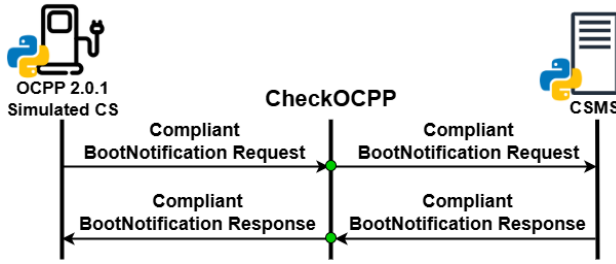 OCPP 2.0.1
Simulated CS
CheckOCPP
CSMS
Compliant
BootNotification Request
Compliant
BootNotification Request
Compliant
BootNotification Response
Compliant
BootNotification Response